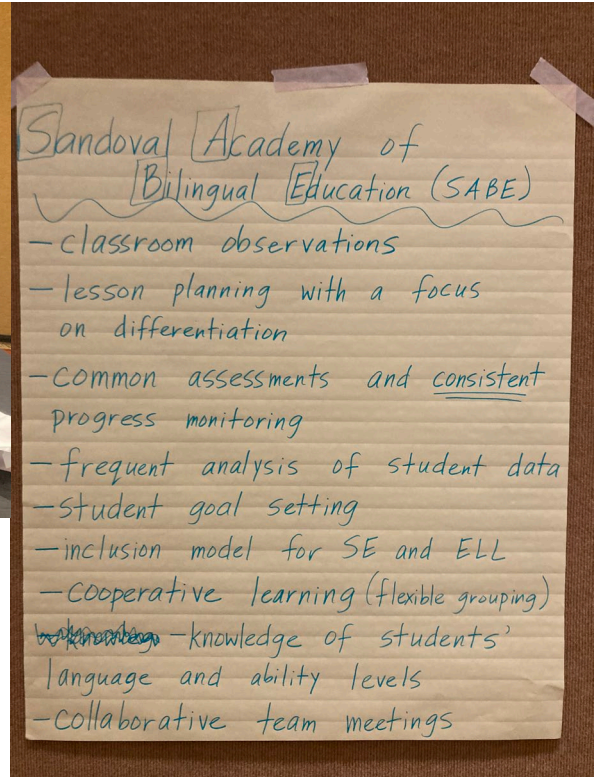 Sandoval Academy of
Bilingual Education (SABE)
- classroom observations
- lesson planning with a focus
on differentiation
- common assessments and consistent
progress monitoring
- frequent analysis of student data
- student goal setting
- inclusion model for SE and ELL
- cooperative learning (flexible grouping)
- knowledge of students'
language and ability levels
- collaborative team meetings